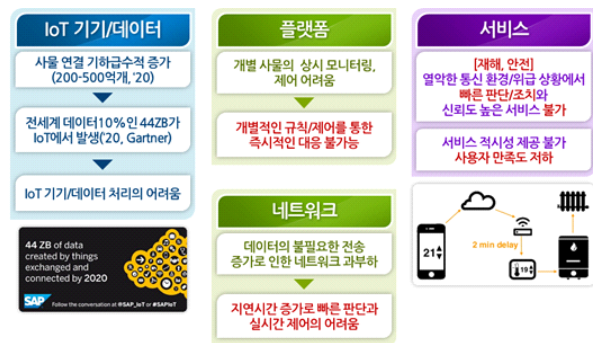 IoT 기기/데이터
사물 연결 기하급수적 증가
(200-500억개, '20)
전세계 데이터10%인 44ZB가
IoT에서 발생('20, Gartner)
IoT 기기/데이터 처리의 어려움
44 ZB of data
created by things
exchanged and
connected by 2020
SAP
Follow the conversation at @SAP_IoT or #SAPIoT
플랫폼
개별 사물의 상시 모니터링,
제어 어려움
개별적인 규칙/제어를 통한
즉시적인 대응 불가능
네트워크
데이터의 불필요한 전송
증가로 인한 네트워크 과부하
지연시간 증가로 빠른 판단과
실시간 제어의 어려움
서비스
[재해, 안전]
열악한 통신 환경/위급 상황에서
빠른 판단/조치와
신뢰도 높은 서비스 불가
서비스 적시성 제공 불가
사용자 만족도 저하
21
2 min delay
19